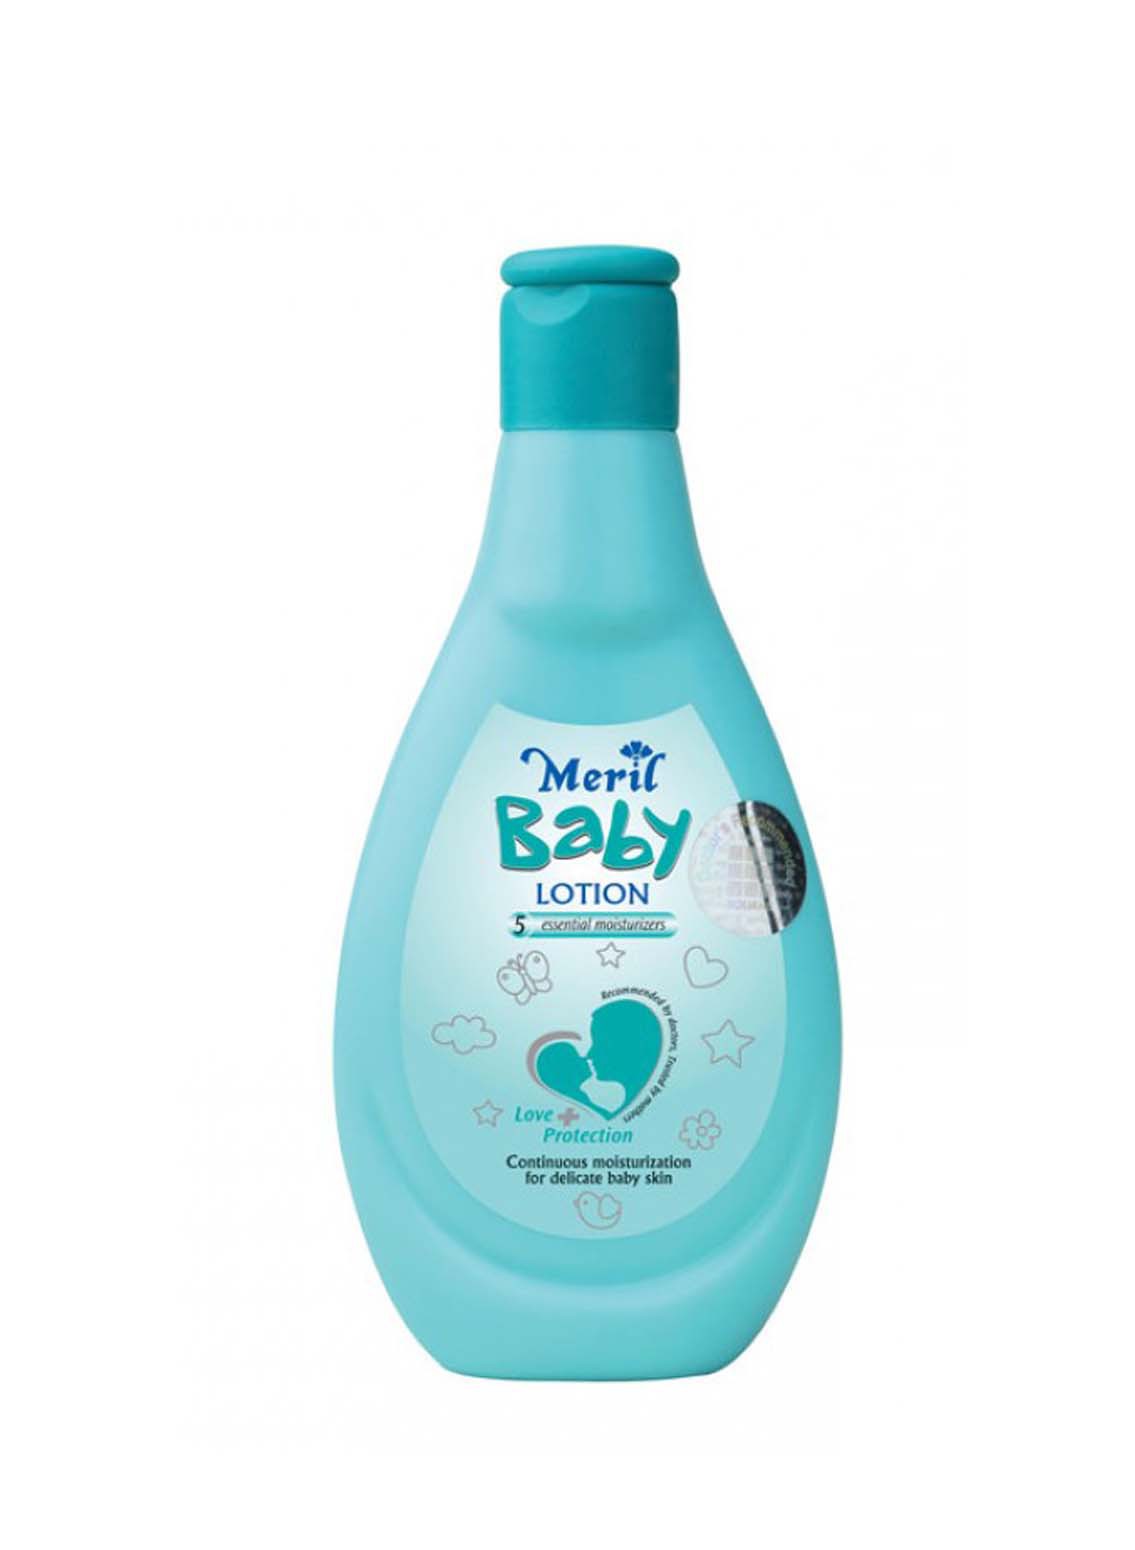 Meril
Baby
LOTION
5 essential moisturizers
Recommended by doctors, Trusted by mothers
Love +
Protection
Continuous moisturization
for delicate baby skin
Recommended